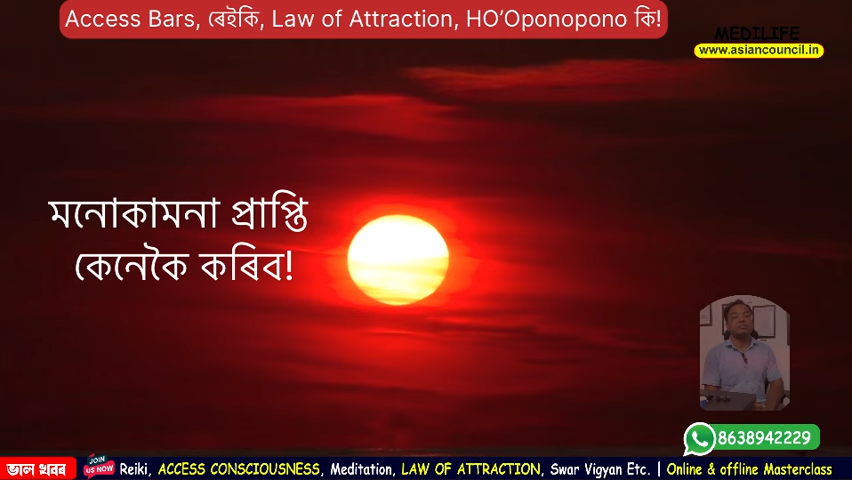 Access Bars, ৰেইকি, Law of Attraction, HO’Oponopono কি!
MEDILIFE
www.asiancouncil.in
মনোকামনা প্ৰাপ্তি
কেনেকৈ কৰিব!
8638942229
ভাল খবৰ
JOIN
US NOW
Reiki, ACCESS CONSCIOUSNESS, Meditation, LAW OF ATTRACTION, Swar Vigyan Etc. | Online & offline Masterclass